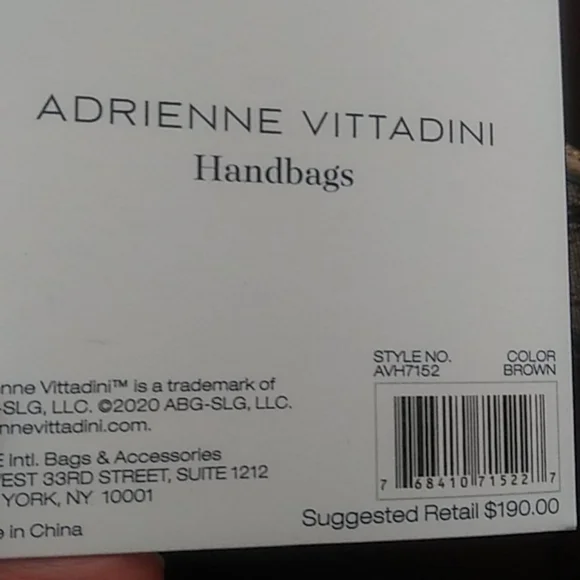 ADRIENNE VITTADINI
Handbags
STYLE NO. COLOR
AVH7152 BROWN
nne Vittadini™ is a trademark of
-SLG, LLC. ©2020 ABG-SLG, LLC.
nnevittadini.com.
E Intl. Bags & Accessories
EST 33RD STREET, SUITE 1212
YORK, NY 10001
e in China
7 68410 71522 7
Suggested Retail $190.00